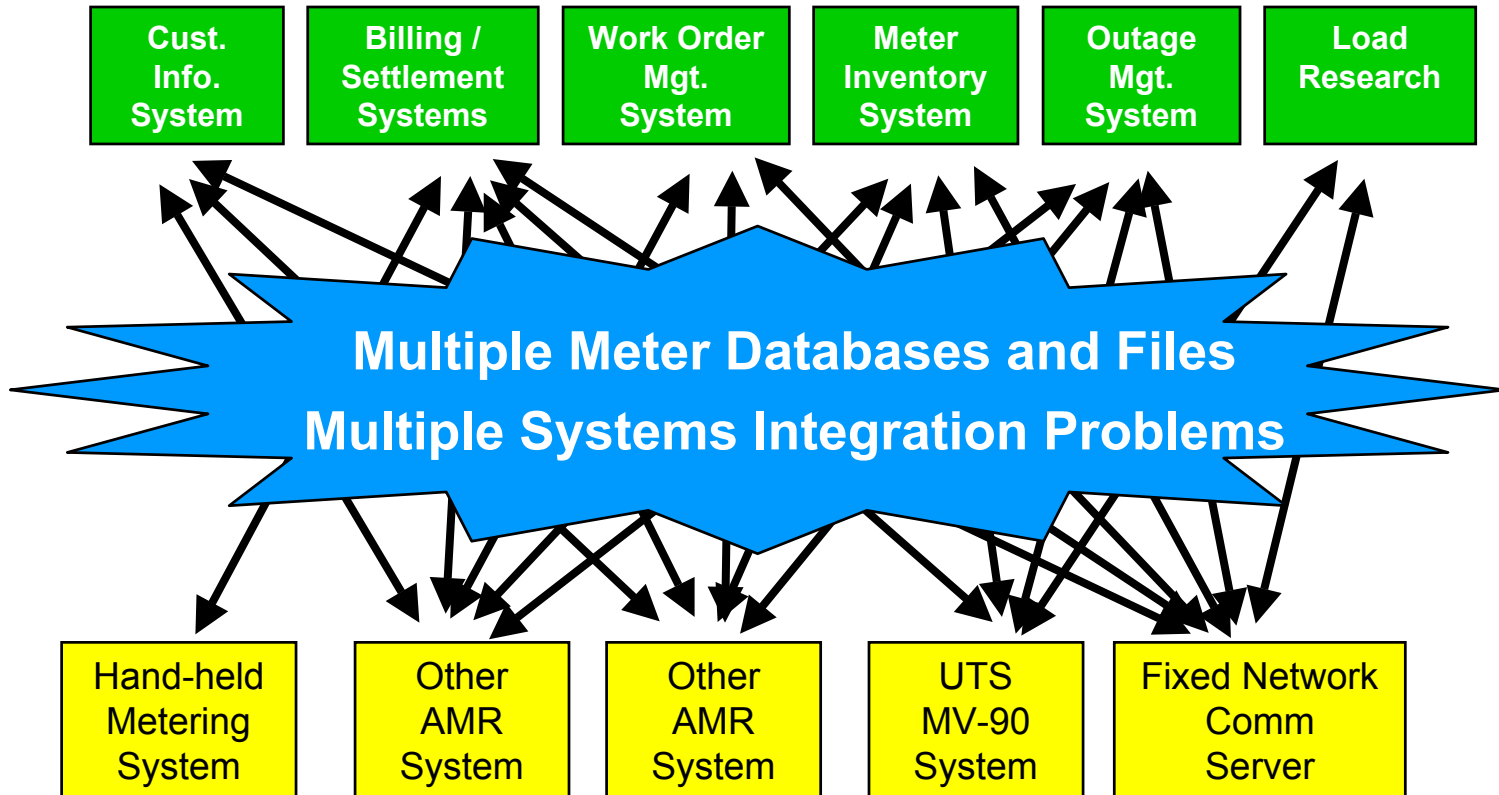 Cust.
Info.
System
Billing /
Settlement
Systems
Work Order
Mgt.
System
Meter
Inventory
System
Outage
Mgt.
System
Load
Research
Multiple Meter Databases and Files
Multiple Systems Integration Problems
Hand-held
Metering
System
Other
AMR
System
Other
AMR
System
UTS
MV-90
System
Fixed Network
Comm
Server